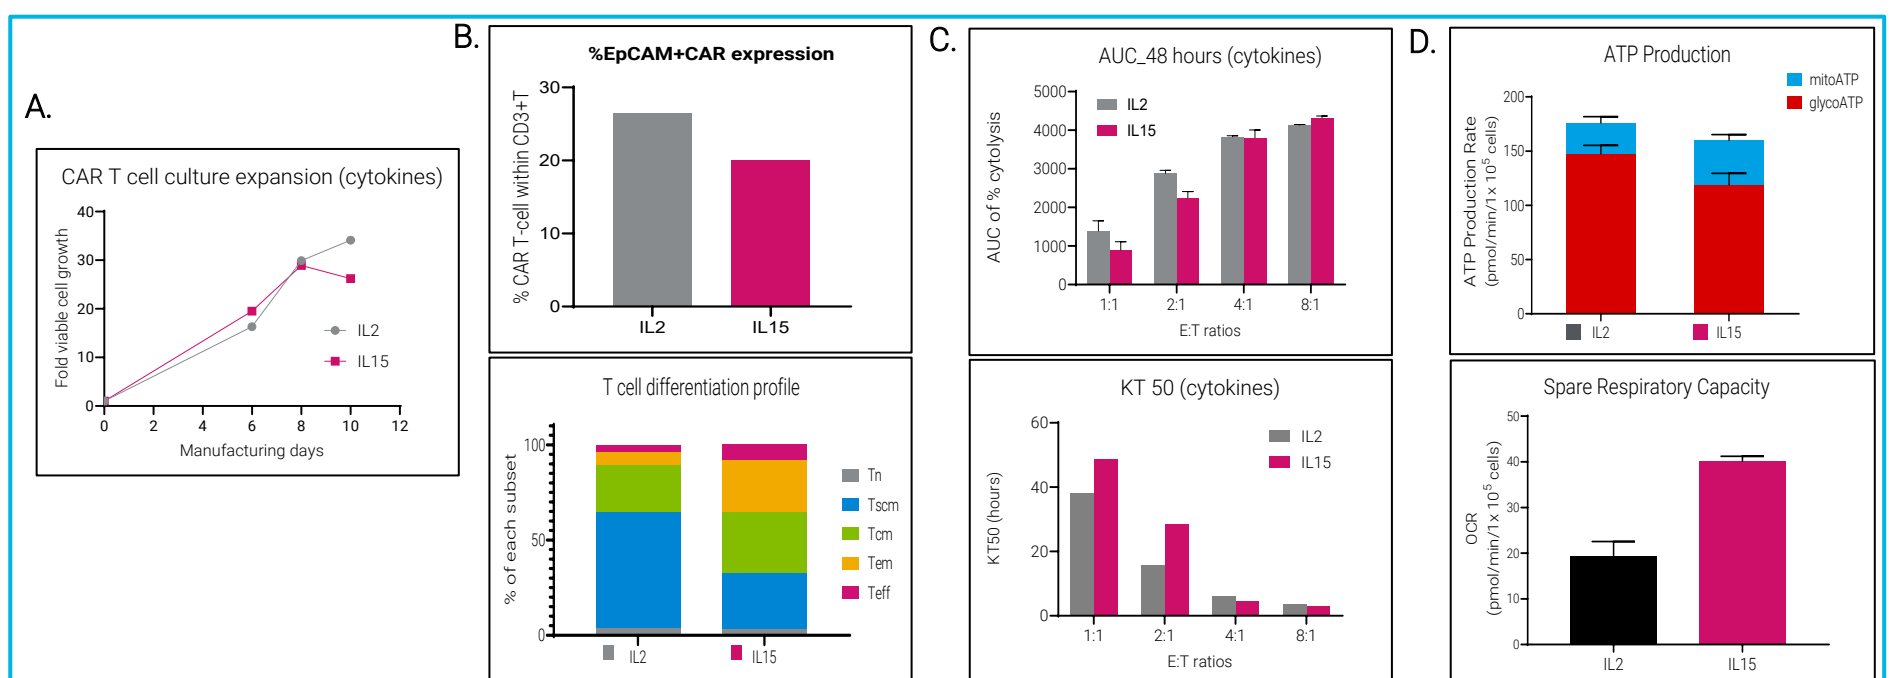 A.
CAR T cell culture expansion (cytokines)
Fold viable cell growth
40
30
20
10
0
0 2 4 6 8 10 12
Manufacturing days
IL2
IL15
B.
%EpCAM+CAR expression
% CAR T-cell within CD3+T
30
20
10
0
IL2 IL15
T cell differentiation profile
% of each subset
100
50
0
IL2 IL15
Tn
Tscm
Tcm
Tem
Teff
C.
AUC_48 hours (cytokines)
AUC of % cytolysis
5000
4000
3000
2000
1000
0
IL2
IL15
1:1 2:1 4:1 8:1
E:T ratios
KT 50 (cytokines)
KT50 (hours)
60
40
20
0
IL2
IL15
1:1 2:1 4:1 8:1
E:T ratios
D.
ATP Production
mitoATP
glycoATP
ATP Production Rate
(pmol/min/1 x 10⁵ cells)
200
150
100
50
0
IL2 IL15
Spare Respiratory Capacity
OCR
(pmol/min/1 x 10⁵ cells)
50
40
30
20
10
0
IL2 IL15